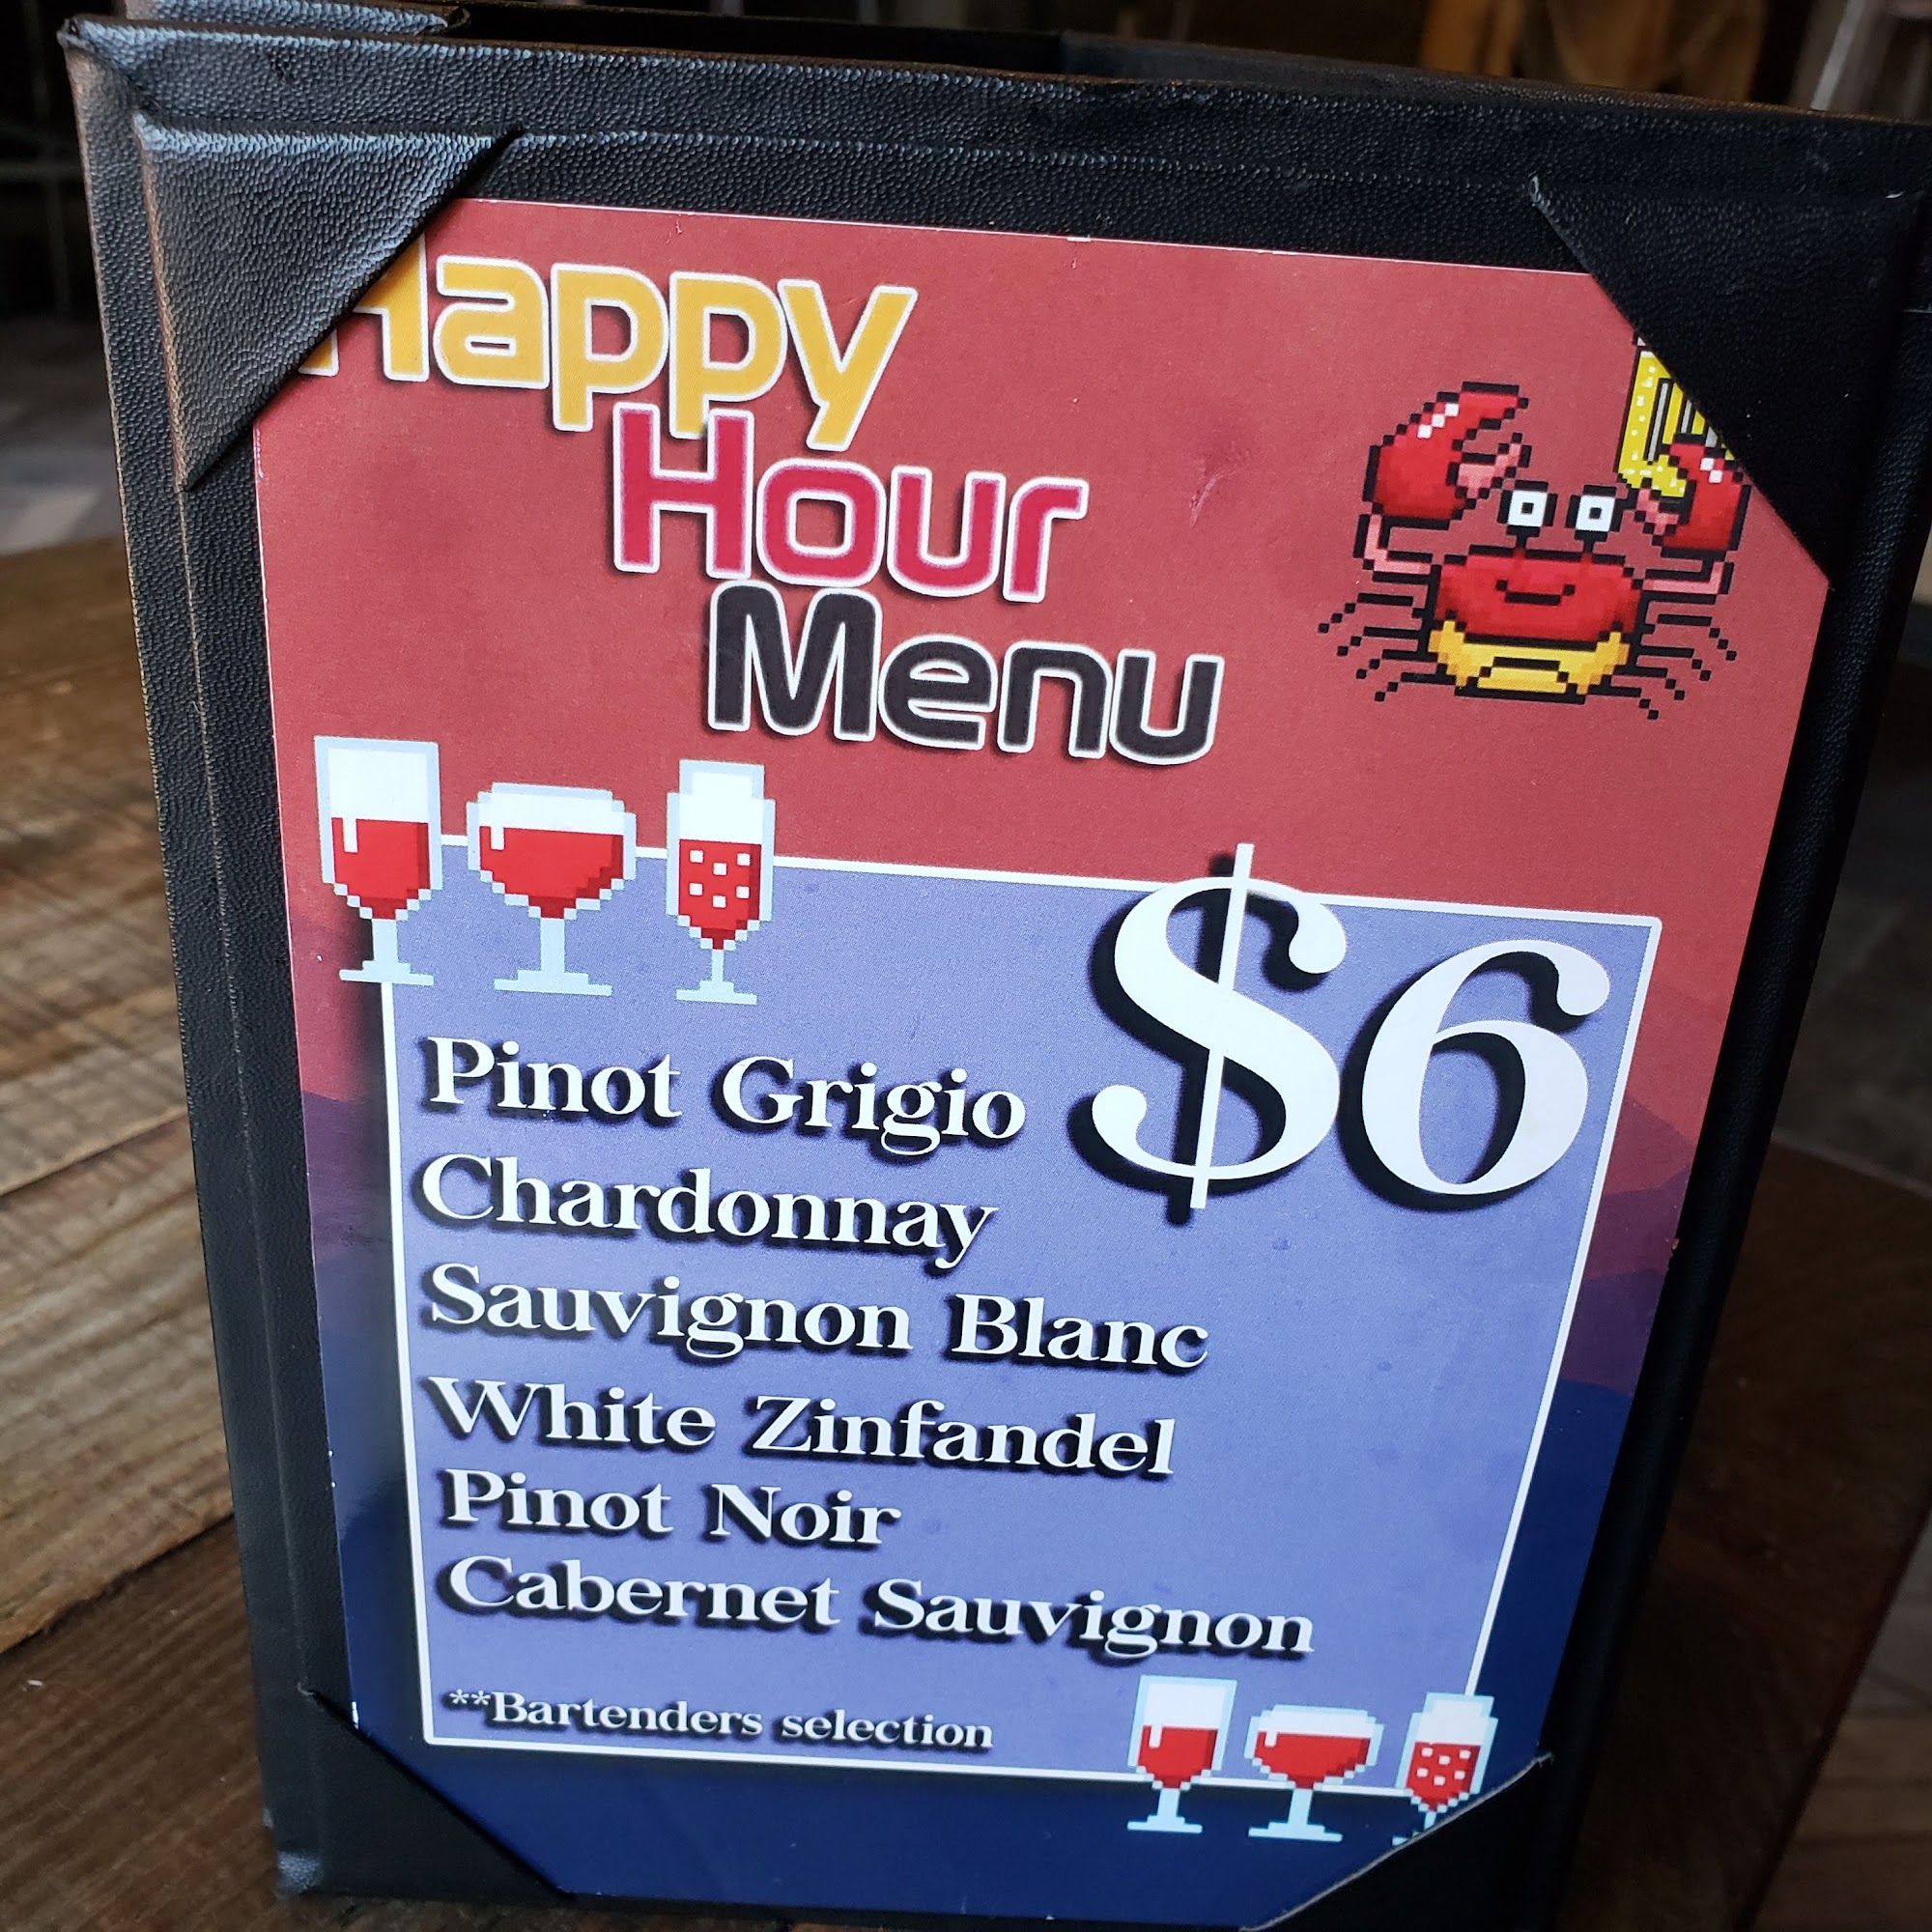 Happy
Hour
Menu
$6
Pinot Grigio
Chardonnay
Sauvignon Blanc
White Zinfandel
Pinot Noir
Cabernet Sauvignon
**Bartenders selection